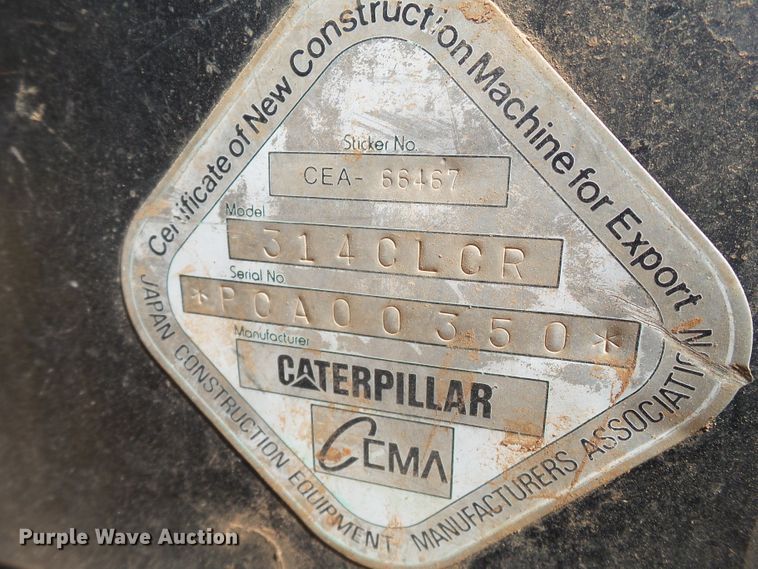 Certificate of New Construction Machine for Export
Sticker No.
CEA- 66467
Model
314CLCR
Serial No.
*PCA00350*
Manufacturer
CATERPILLAR
CEMA
JAPAN CONSTRUCTION EQUIPMENT MANUFACTURERS ASSOCIATION
Purple Wave Auction